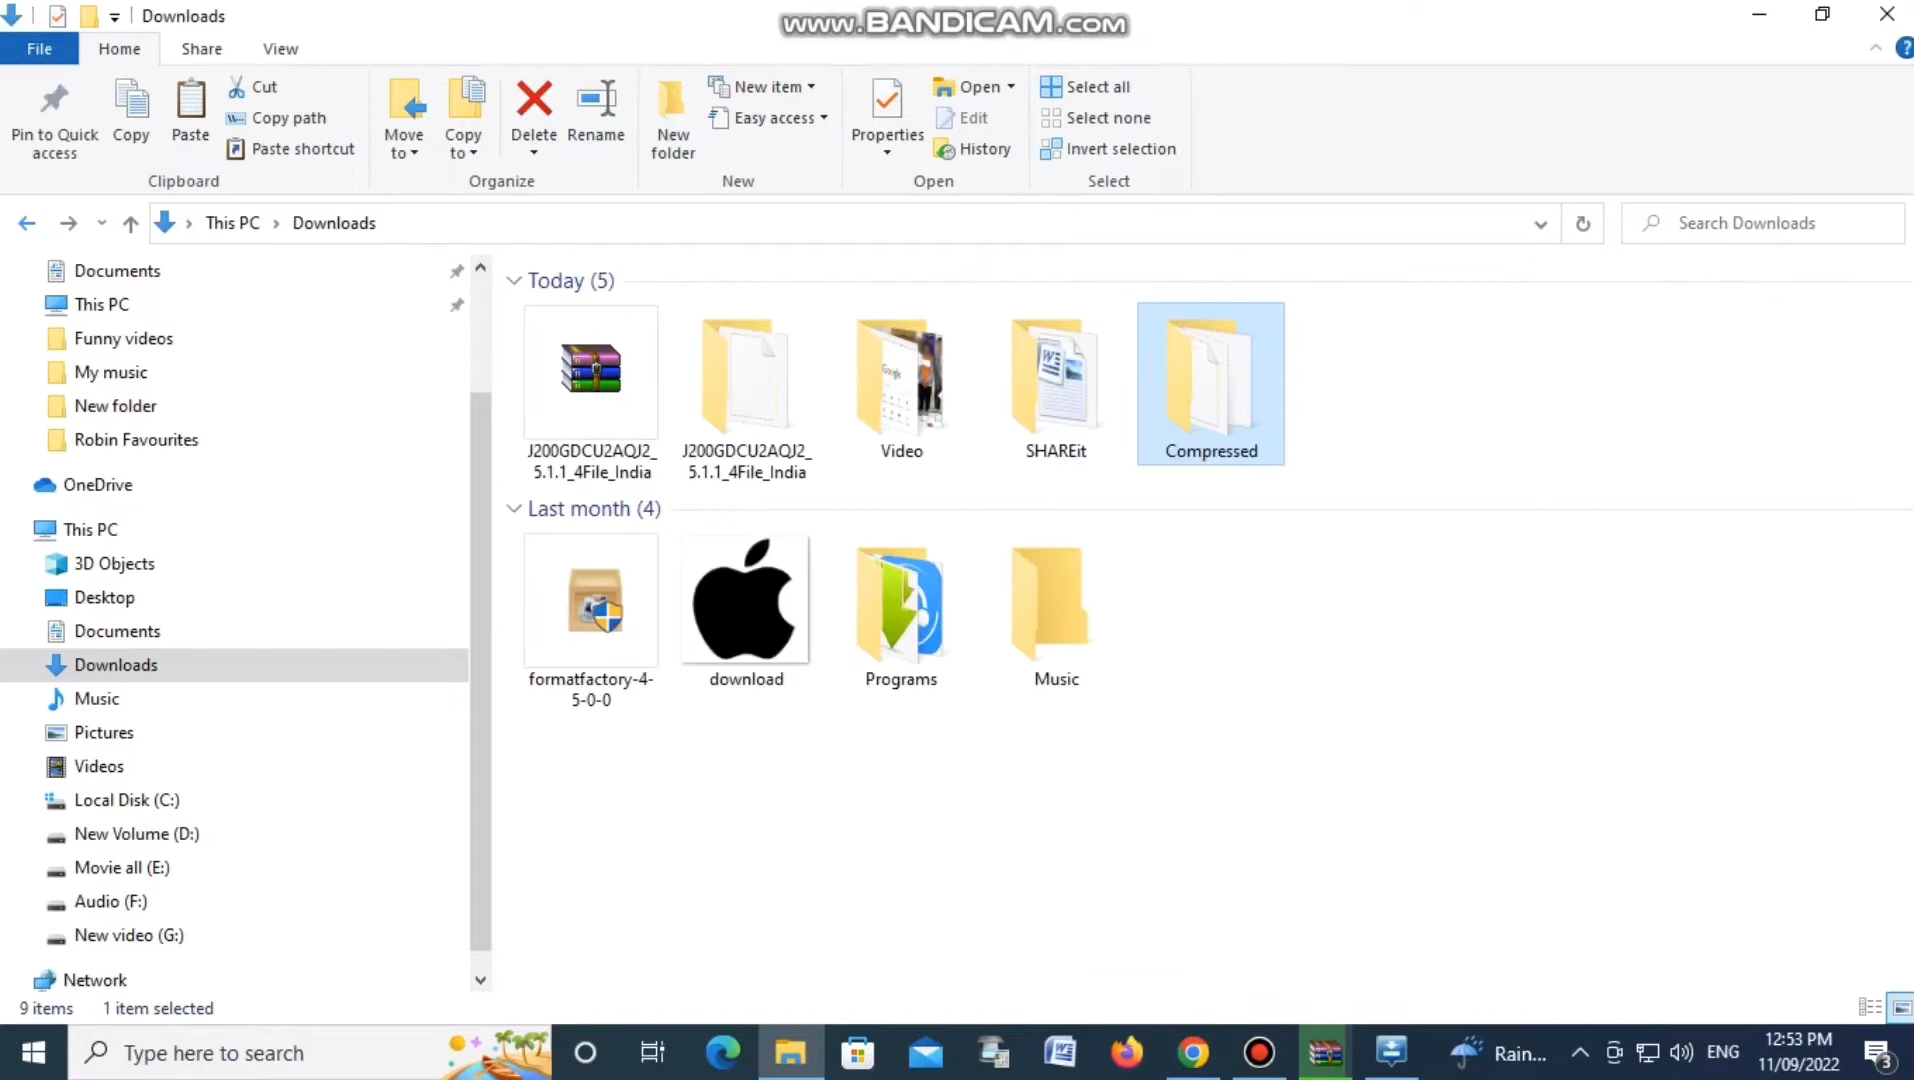 Downloads
www.BANDICAM.com
File
Home
Share
View
Pin to Quick
access
Copy
Paste
Cut
Copy path
Paste shortcut
Clipboard
Move
to
Copy
to
Delete
Rename
Organize
New
folder
New item
Easy access
New
Properties
Open
Edit
History
Open
Select all
Select none
Invert selection
Select
This PC
Downloads
Search Downloads
Documents
This PC
Funny videos
My music
New folder
Robin Favourites
OneDrive
This PC
3D Objects
Desktop
Documents
Downloads
Music
Pictures
Videos
Local Disk (C:)
New Volume (D:)
Movie all (E:)
Audio (F:)
New video (G:)
Network
Today (5)
J200GDCU2AQJ2_
5.1.1_4File_India
J200GDCU2AQJ2_
5.1.1_4File_India
Video
SHAREit
Compressed
Last month (4)
formatfactory-4-
5-0-0
download
Programs
Music
9 items
1 item selected
Type here to search
Rain...
ENG
12:53 PM
11/09/2022
3